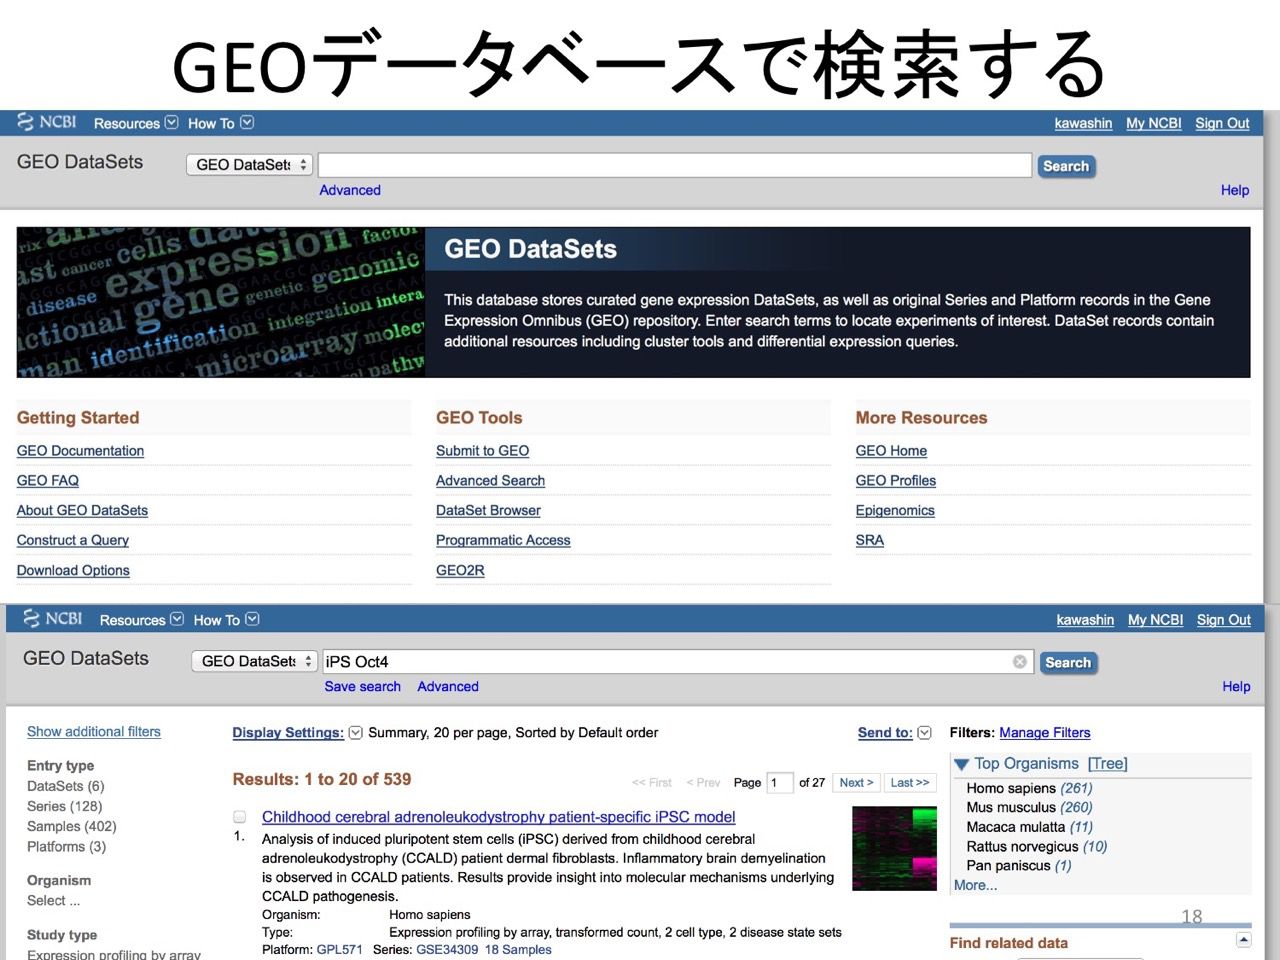 GEOデータベースで検索する
NCBI Resources How To kawashin My NCBI Sign Out
GEO DataSets GEO DataSets Search
Advanced Help
factor
cells data
cancer expression
disease gene genetic genomic
identification integration
microarray
GEO DataSets
This database stores curated gene expression DataSets, as well as original Series and Platform records in the Gene
Expression Omnibus (GEO) repository. Enter search terms to locate experiments of interest. DataSet records contain
additional resources including cluster tools and differential expression queries.
Getting Started
GEO Documentation
GEO FAQ
About GEO DataSets
Construct a Query
Download Options
GEO Tools
Submit to GEO
Advanced Search
DataSet Browser
Programmatic Access
GEO2R
More Resources
GEO Home
GEO Profiles
Epigenomics
SRA
NCBI Resources How To kawashin My NCBI Sign Out
GEO DataSets GEO DataSets iPS Oct4 Search
Save search Advanced Help
Show additional filters
Entry type
DataSets (6)
Series (128)
Samples (402)
Platforms (3)
Organism
Select ...
Study type
Expression profiling by array
Display Settings: Summary, 20 per page, Sorted by Default order Send to:
Results: 1 to 20 of 539 << First < Prev Page 1 of 27 Next > Last >>
Childhood cerebral adrenoleukodystrophy patient-specific iPSC model
1. Analysis of induced pluripotent stem cells (iPSC) derived from childhood cerebral
adrenoleukodystrophy (CCALD) patient dermal fibroblasts. Inflammatory brain demyelination
is observed in CCALD patients. Results provide insight into molecular mechanisms underlying
CCALD pathogenesis.
Organism: Homo sapiens
Type: Expression profiling by array, transformed count, 2 cell type, 2 disease state sets
Platform: GPL571 Series: GSE34309 18 Samples
Filters: Manage Filters
Top Organisms [Tree]
Homo sapiens (261)
Mus musculus (260)
Macaca mulatta (11)
Rattus norvegicus (10)
Pan paniscus (1)
More...
18
Find related data